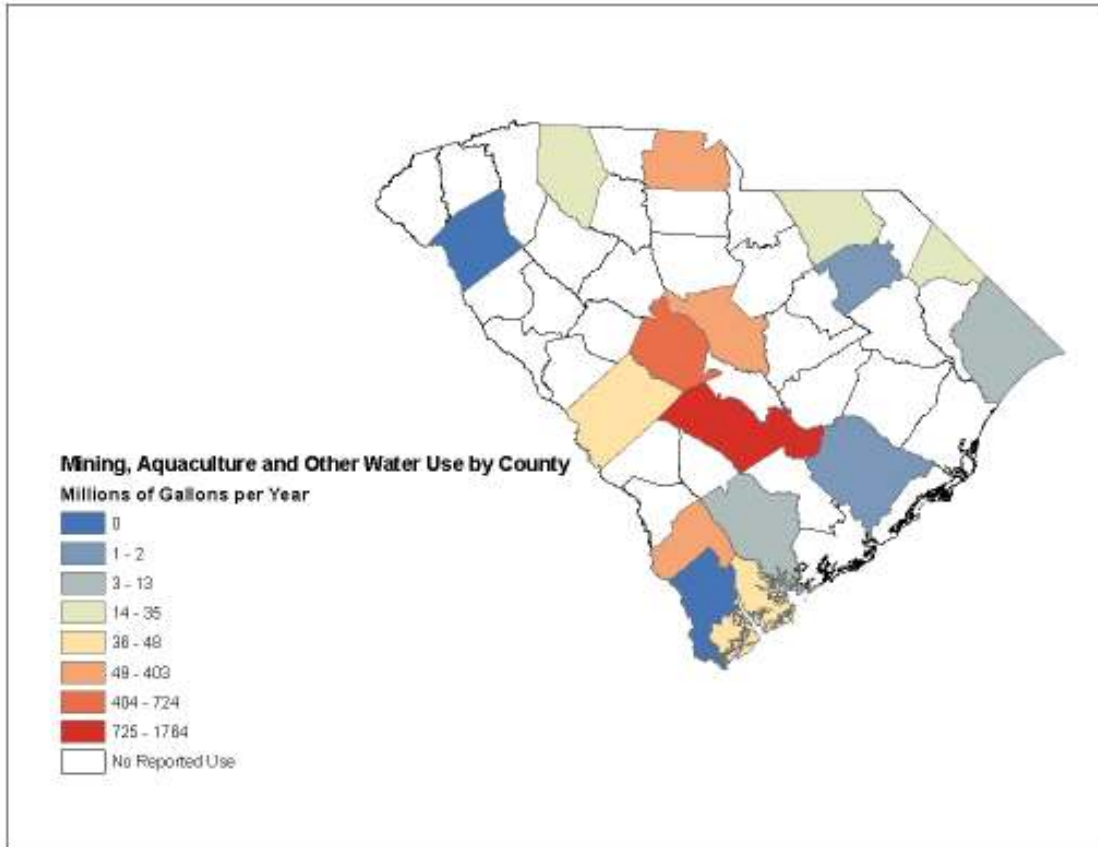 Mining, Aquaculture and Other Water Use by County
Millions of Gallons per Year
0
1 - 2
3 - 13
14 - 35
36 - 48
49 - 403
404 - 724
725 - 1764
No Reported Use